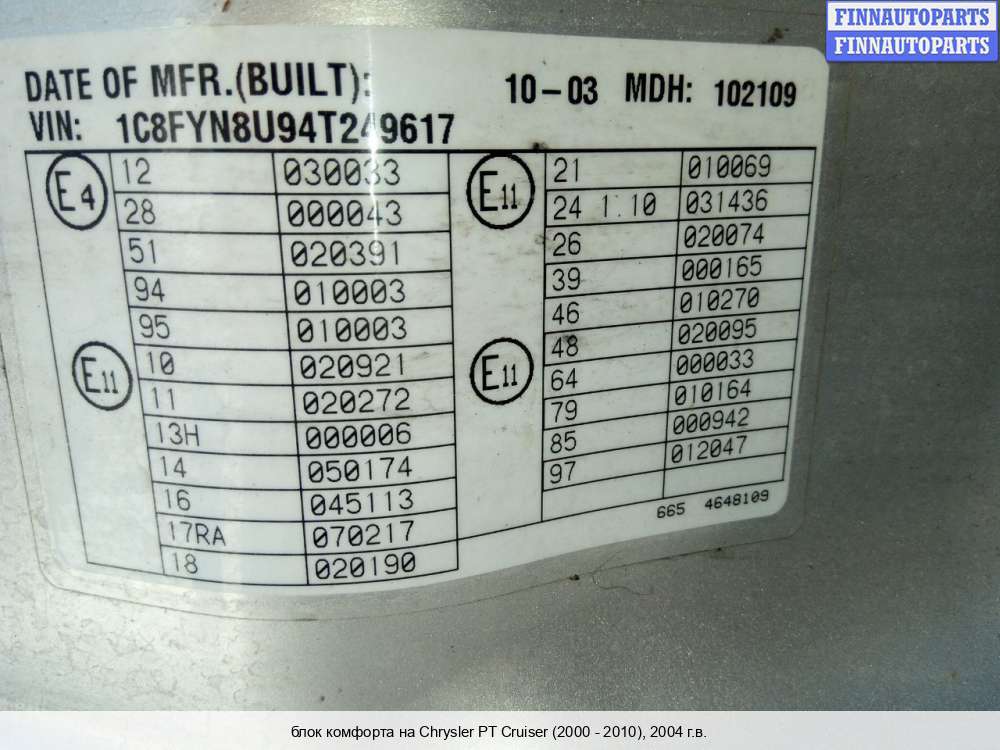 FINNAUTOPARTS
FINNAUTOPARTS
DATE OF MFR.(BUILT): 10-03 MDH: 102109
VIN: 1C8FYN8U94T249617
E4
12 030033
28 000043
51 020391
94 010003
95 010003
E11
10 020921
11 020272
13H 000006
14 050174
16 045113
17RA 070217
18 020190
E11
21 010069
24 1.10 031436
26 020074
39 000165
46 010270
E11
48 020095
64 000033
79 010164
85 000942
97 012047
665 4648109
блок комфорта на Chrysler PT Cruiser (2000 - 2010), 2004 г.в.